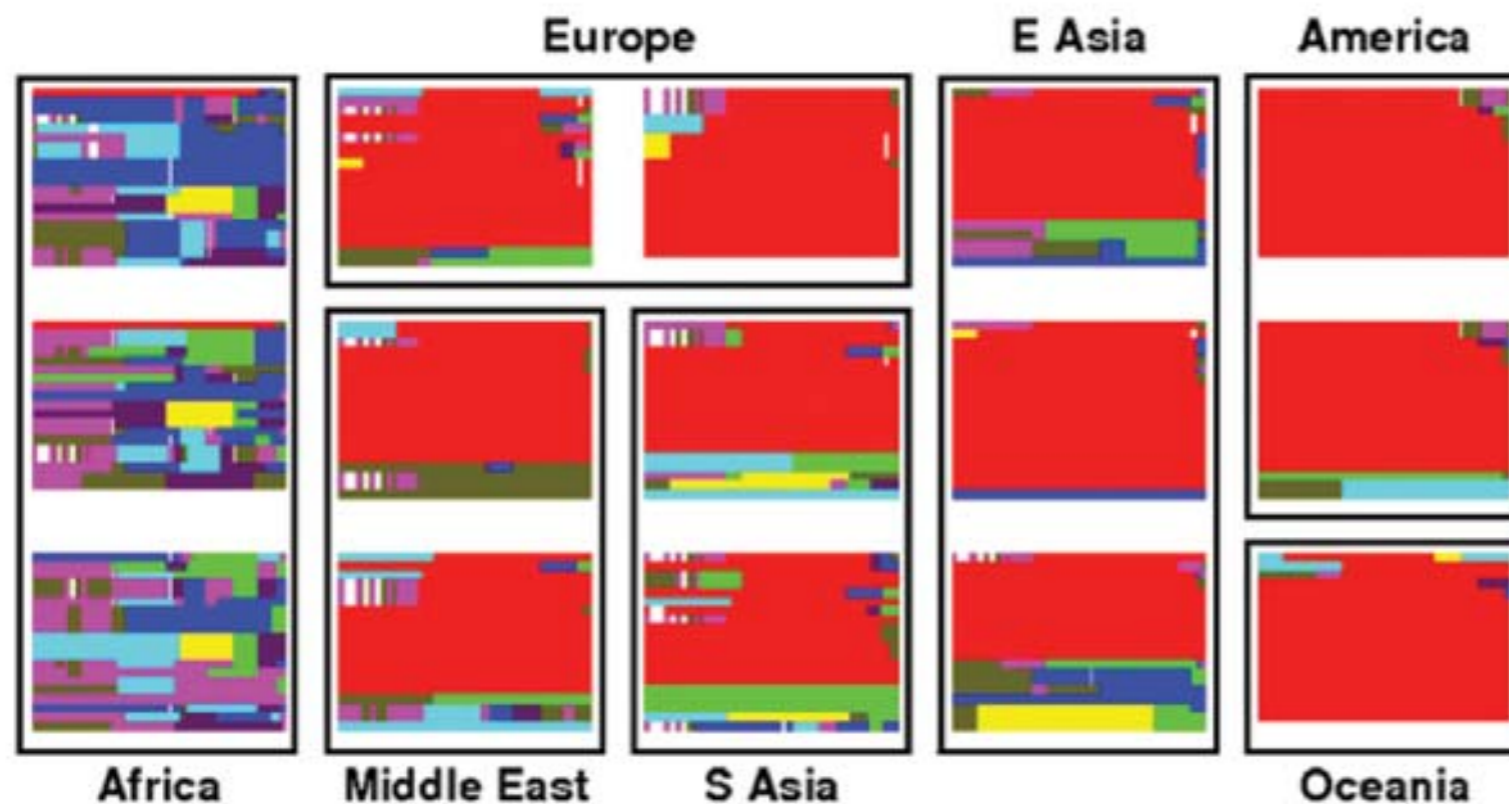 Europe
E Asia
America
Africa
Middle East
S Asia
Oceania